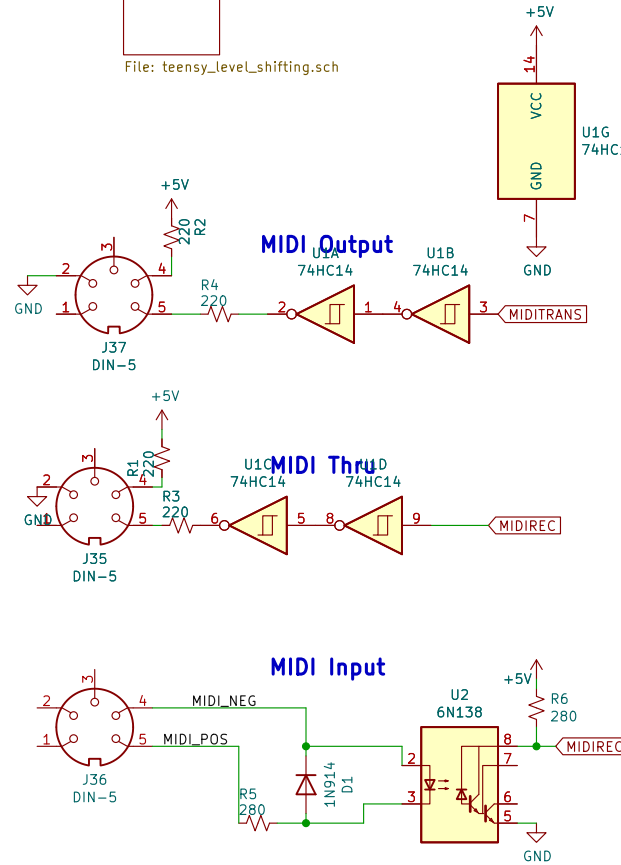 +5V
File: teensy_level_shifting.sch
14
VCC
U1G
74HC
GND
7
GND
+5V
220
R2
MIDI Output
3
2
4
GND
1
5
J37
DIN-5
R4
220
U1A
74HC14
2
1
U1B
74HC14
4
3
MIDITRANS
+5V
R1
220
MIDI Thru
3
2
4
GND
1
5
J35
DIN-5
R3
220
U1C
74HC14
6
5
U1D
74HC14
8
9
MIDIREC
MIDI Input
3
2
4
MIDI_NEG
1
5
MIDI_POS
J36
DIN-5
R5
280
1N914
D1
U2
6N138
2
3
8
7
6
5
+5V
R6
280
MIDIREC
GND